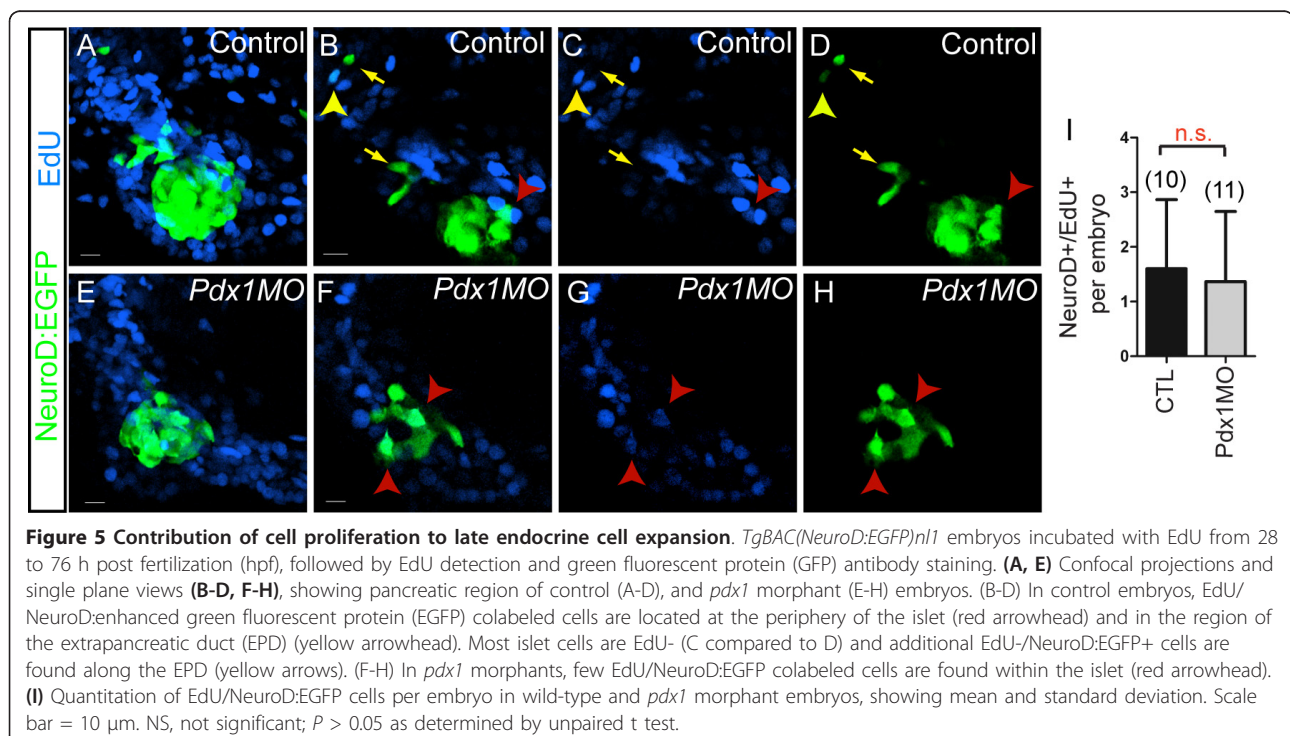 NeuroD:EGFP EdU
A Control
B Control
C Control
D Control
E Pdx1MO
F Pdx1MO
G Pdx1MO
H Pdx1MO
I
n.s.
(10) (11)
NeuroD+/EdU+
per embryo
4
3
2
1
0
CTL
Pdx1MO
Figure 5 Contribution of cell proliferation to late endocrine cell expansion. TgBAC(NeuroD:EGFP)nl1 embryos incubated with EdU from 28
to 76 h post fertilization (hpf), followed by EdU detection and green fluorescent protein (GFP) antibody staining. (A, E) Confocal projections and
single plane views (B-D, F-H), showing pancreatic region of control (A-D), and pdx1 morphant (E-H) embryos. (B-D) In control embryos, EdU/
NeuroD:enhanced green fluorescent protein (EGFP) colabeled cells are located at the periphery of the islet (red arrowhead) and in the region of
the extrapancreatic duct (EPD) (yellow arrowhead). Most islet cells are EdU- (C compared to D) and additional EdU-/NeuroD:EGFP+ cells are
found along the EPD (yellow arrows). (F-H) In pdx1 morphants, few EdU/NeuroD:EGFP colabeled cells are found within the islet (red arrowhead).
(I) Quantitation of EdU/NeuroD:EGFP cells per embryo in wild-type and pdx1 morphant embryos, showing mean and standard deviation. Scale
bar = 10 μm. NS, not significant; P > 0.05 as determined by unpaired t test.